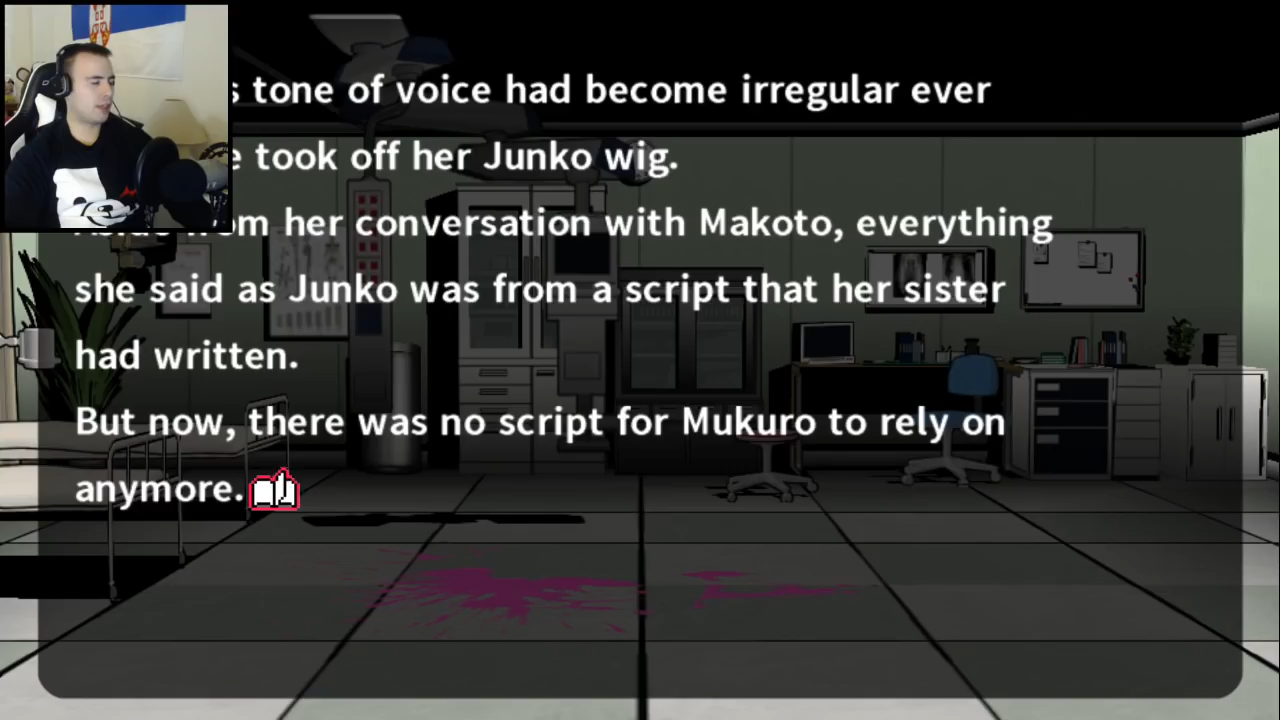 tone of voice had become irregular ever
took off her Junko wig.
her conversation with Makoto, everything
she said as Junko was from a script that her sister
had written.
But now, there was no script for Mukuro to rely on
anymore.